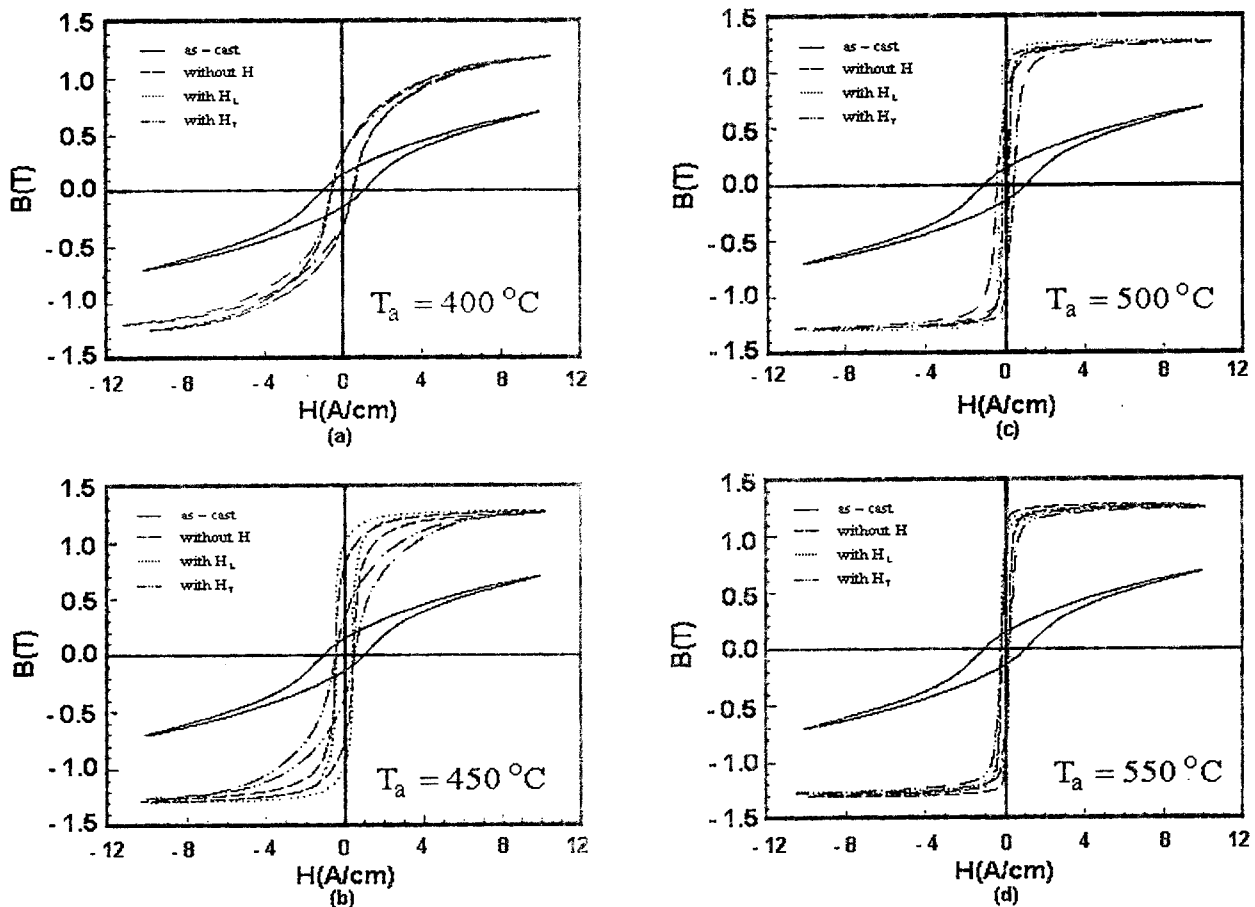 1.5
1.0
0.5
0.0
- 0.5
- 1.0
- 1.5
B(T)
as – cast
without H
with H_L
with H_T
T_a = 400 °C
- 12
- 8
- 4
0
4
8
12
H(A/cm)
(a)
1.5
1.0
0.5
0.0
- 0.5
- 1.0
- 1.5
B(T)
as – cast
without H
with H_L
with H_T
T_a = 500 °C
- 12
- 8
- 4
0
4
8
12
H(A/cm)
(c)
1.5
1.0
0.5
0.0
- 0.5
- 1.0
- 1.5
B(T)
as – cast
without H
with H_L
with H_T
T_a = 450 °C
- 12
- 8
- 4
0
4
8
12
H(A/cm)
(b)
1.5
1.0
0.5
0.0
- 0.5
- 1.0
- 1.5
B(T)
as – cast
without H
with H_L
with H_T
T_a = 550 °C
- 12
- 8
- 4
0
4
8
12
H(A/cm)
(d)